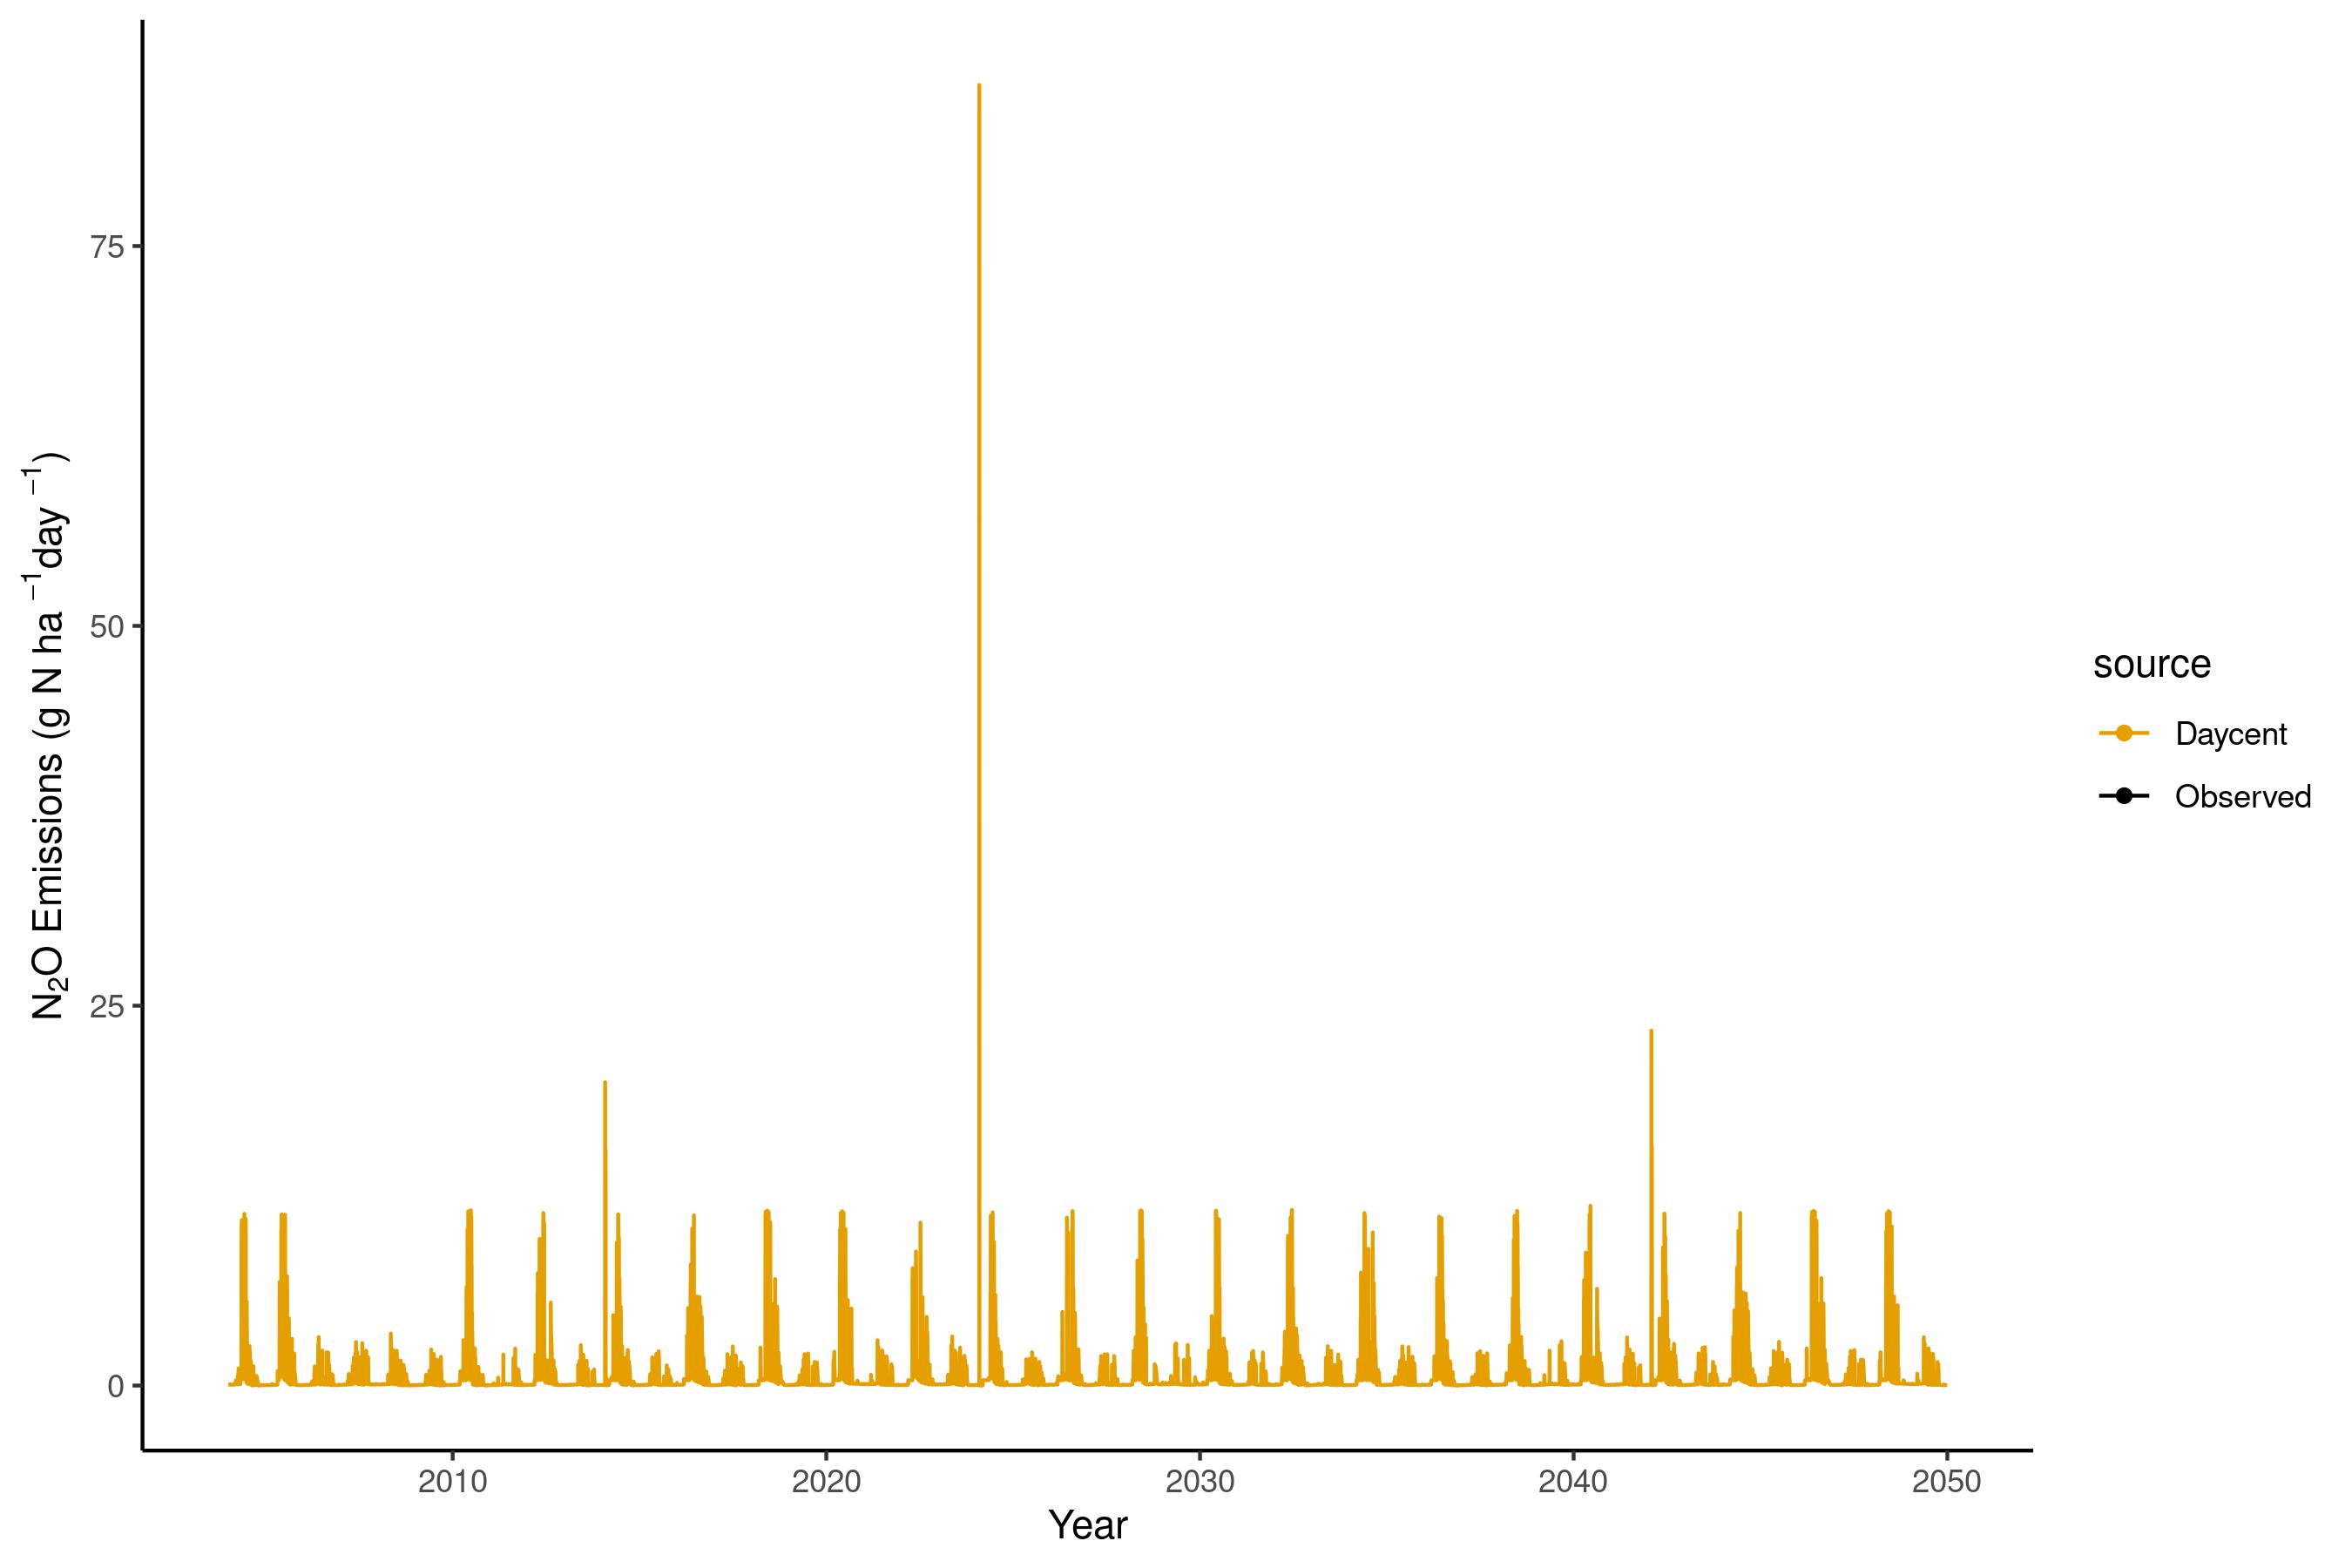 N₂O Emissions (g N ha ⁻¹day ⁻¹)
75
50
25
0
2010 2020 2030 2040 2050
Year
source
Daycent
Observed